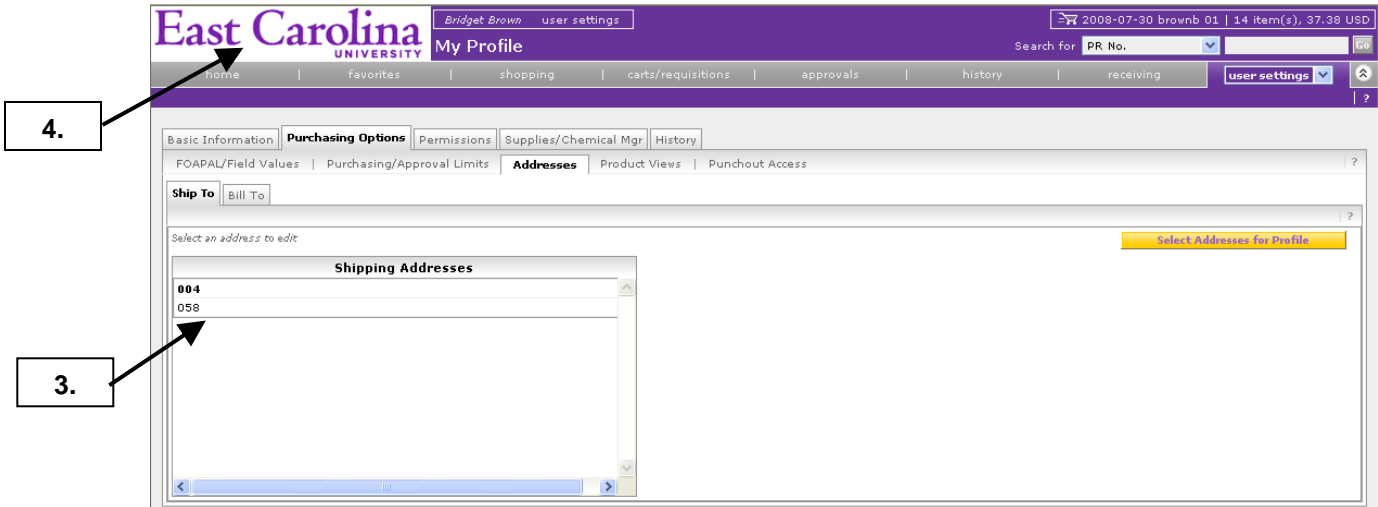 East Carolina
UNIVERSITY
Bridget Brown user settings
2008-07-30 brownb 01 | 14 item(s), 37.38 USD
My Profile
Search for PR No. Go
home | favorites | shopping | carts/requisitions | approvals | history | receiving user settings
| ?
4.
Basic Information Purchasing Options Permissions Supplies/Chemical Mgr History
FOAPAL/Field Values | Purchasing/Approval Limits Addresses Product Views | Punchout Access ?
Ship To Bill To
?
Select an address to edit Select Addresses for Profile
Shipping Addresses
004
058
3.